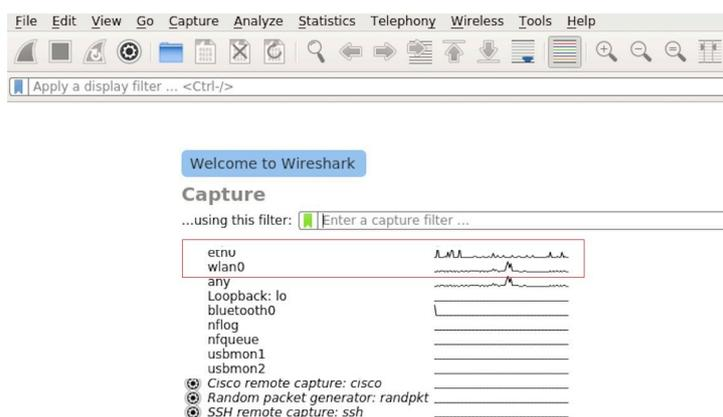 File Edit View Go Capture Analyze Statistics Telephony Wireless Tools Help
Apply a display filter ... <Ctrl-/>
Welcome to Wireshark
Capture
...using this filter: Enter a capture filter ...
eth0
wlan0
any
Loopback: lo
bluetooth0
nflog
nfqueue
usbmon1
usbmon2
Cisco remote capture: cisco
Random packet generator: randpkt
SSH remote capture: ssh